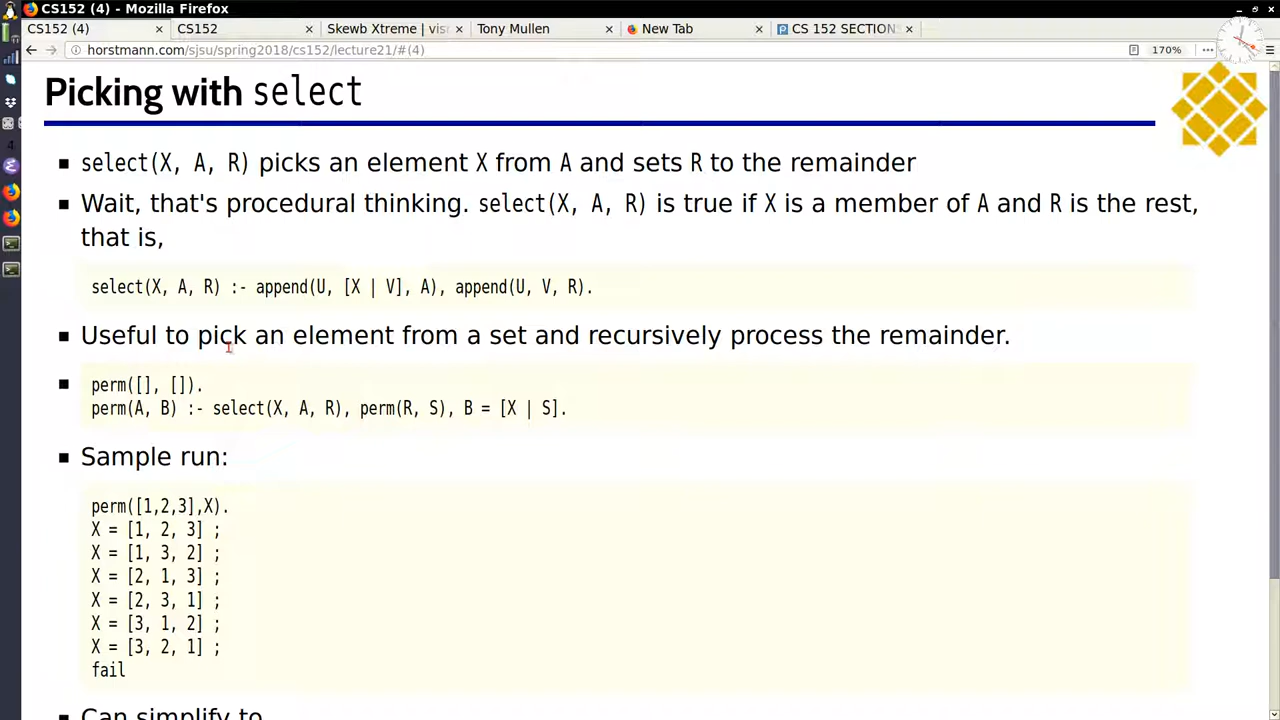 CS152 (4) - Mozilla Firefox
CS152 (4) × CS152 × Skewb Xtreme | vis × Tony Mullen × New Tab × CS 152 SECTION ×
horstmann.com/sjsu/spring2018/cs152/lecture21/#(4) 170%
Picking with select
select(X, A, R) picks an element X from A and sets R to the remainder
Wait, that's procedural thinking. select(X, A, R) is true if X is a member of A and R is the rest,
that is,
select(X, A, R) :- append(U, [X | V], A), append(U, V, R).
Useful to pick an element from a set and recursively process the remainder.
perm([], []).
perm(A, B) :- select(X, A, R), perm(R, S), B = [X | S].
Sample run:
perm([1,2,3],X).
X = [1, 2, 3] ;
X = [1, 3, 2] ;
X = [2, 1, 3] ;
X = [2, 3, 1] ;
X = [3, 1, 2] ;
X = [3, 2, 1] ;
fail
Can simplify to